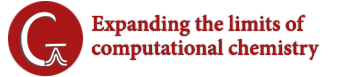 Expanding the limits of
computational chemistry